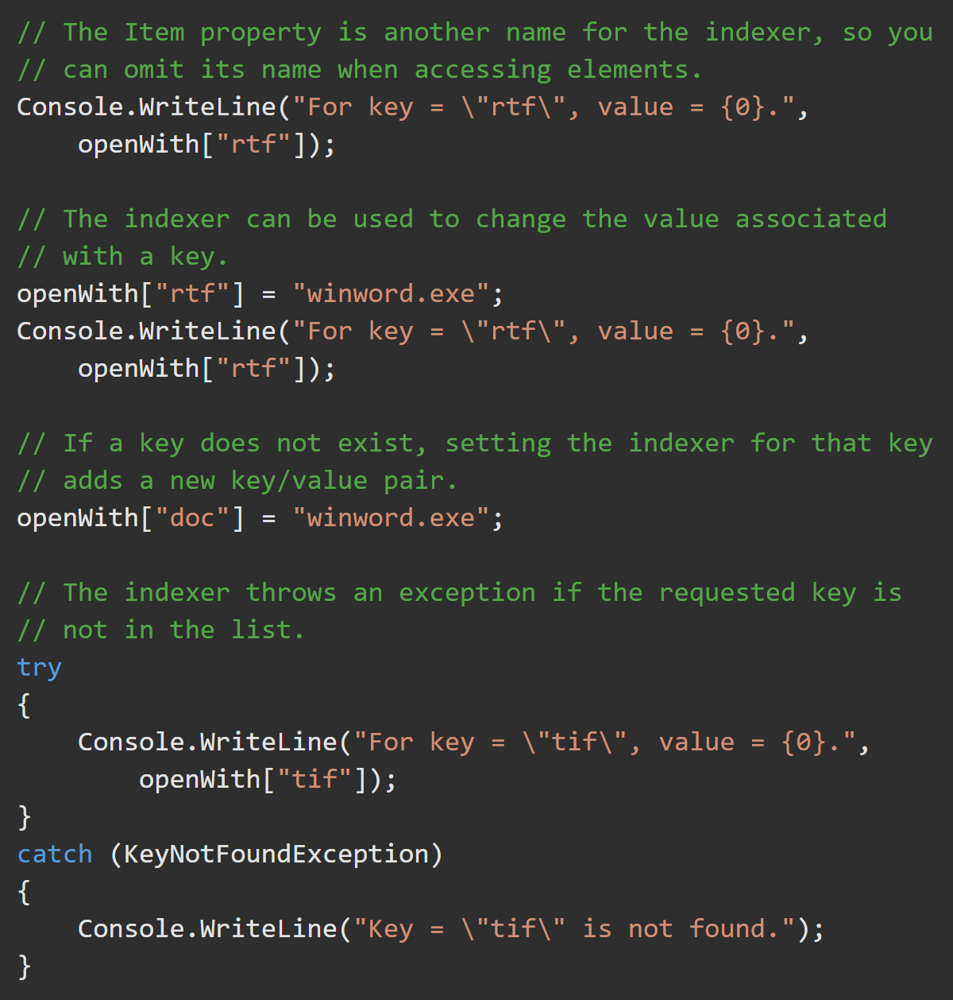 // The Item property is another name for the indexer, so you
// can omit its name when accessing elements.
Console.WriteLine("For key = \"rtf\", value = {0}.",
    openWith["rtf"]);

// The indexer can be used to change the value associated
// with a key.
openWith["rtf"] = "winword.exe";
Console.WriteLine("For key = \"rtf\", value = {0}.",
    openWith["rtf"]);

// If a key does not exist, setting the indexer for that key
// adds a new key/value pair.
openWith["doc"] = "winword.exe";

// The indexer throws an exception if the requested key is
// not in the list.
try
{
    Console.WriteLine("For key = \"tif\", value = {0}.",
        openWith["tif"]);
}
catch (KeyNotFoundException)
{
    Console.WriteLine("Key = \"tif\" is not found.");
}